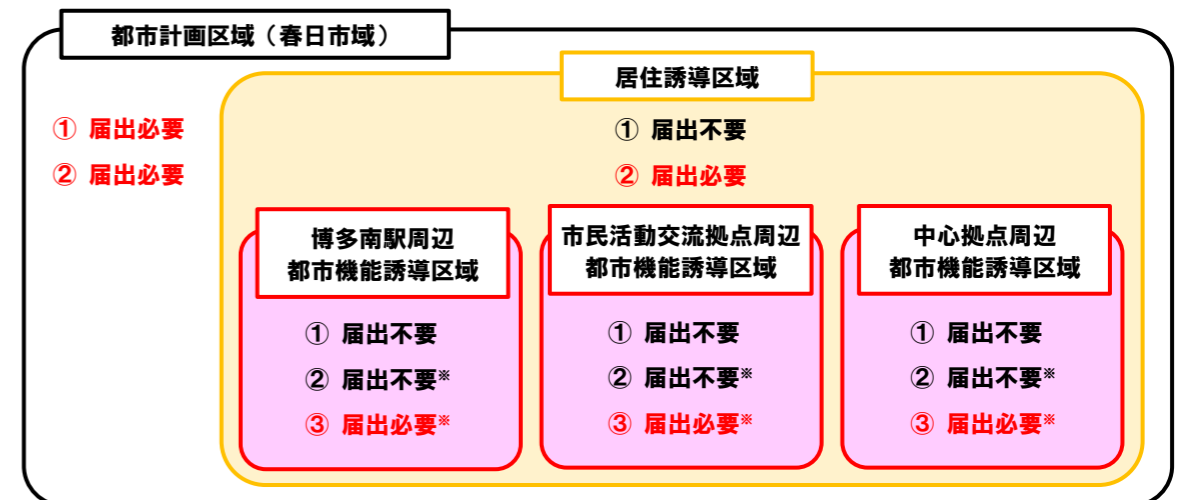 都市計画区域（春日市域）
居住誘導区域
① 届出必要
② 届出必要
① 届出不要
② 届出必要
博多南駅周辺
都市機能誘導区域
① 届出不要
② 届出不要※
③ 届出必要※
市民活動交流拠点周辺
都市機能誘導区域
① 届出不要
② 届出不要※
③ 届出必要※
中心拠点周辺
都市機能誘導区域
① 届出不要
② 届出不要※
③ 届出必要※